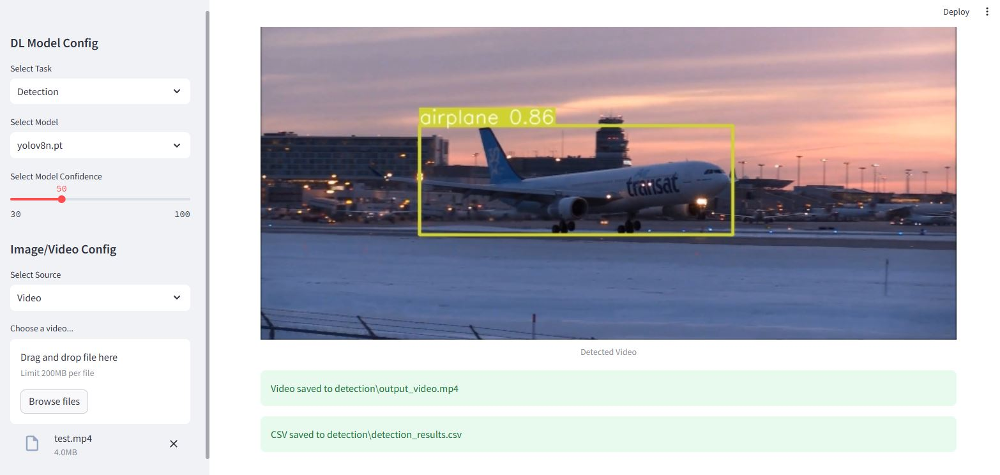 Deploy
DL Model Config
Select Task
Detection
Select Model
yolov8n.pt
Select Model Confidence
50
30 100
Image/Video Config
Select Source
Video
Choose a video...
Drag and drop file here
Limit 200MB per file
Browse files
test.mp4
4.0MB
airplane 0.86
Air
transat
Detected Video
Video saved to detection\output_video.mp4
CSV saved to detection\detection_results.csv